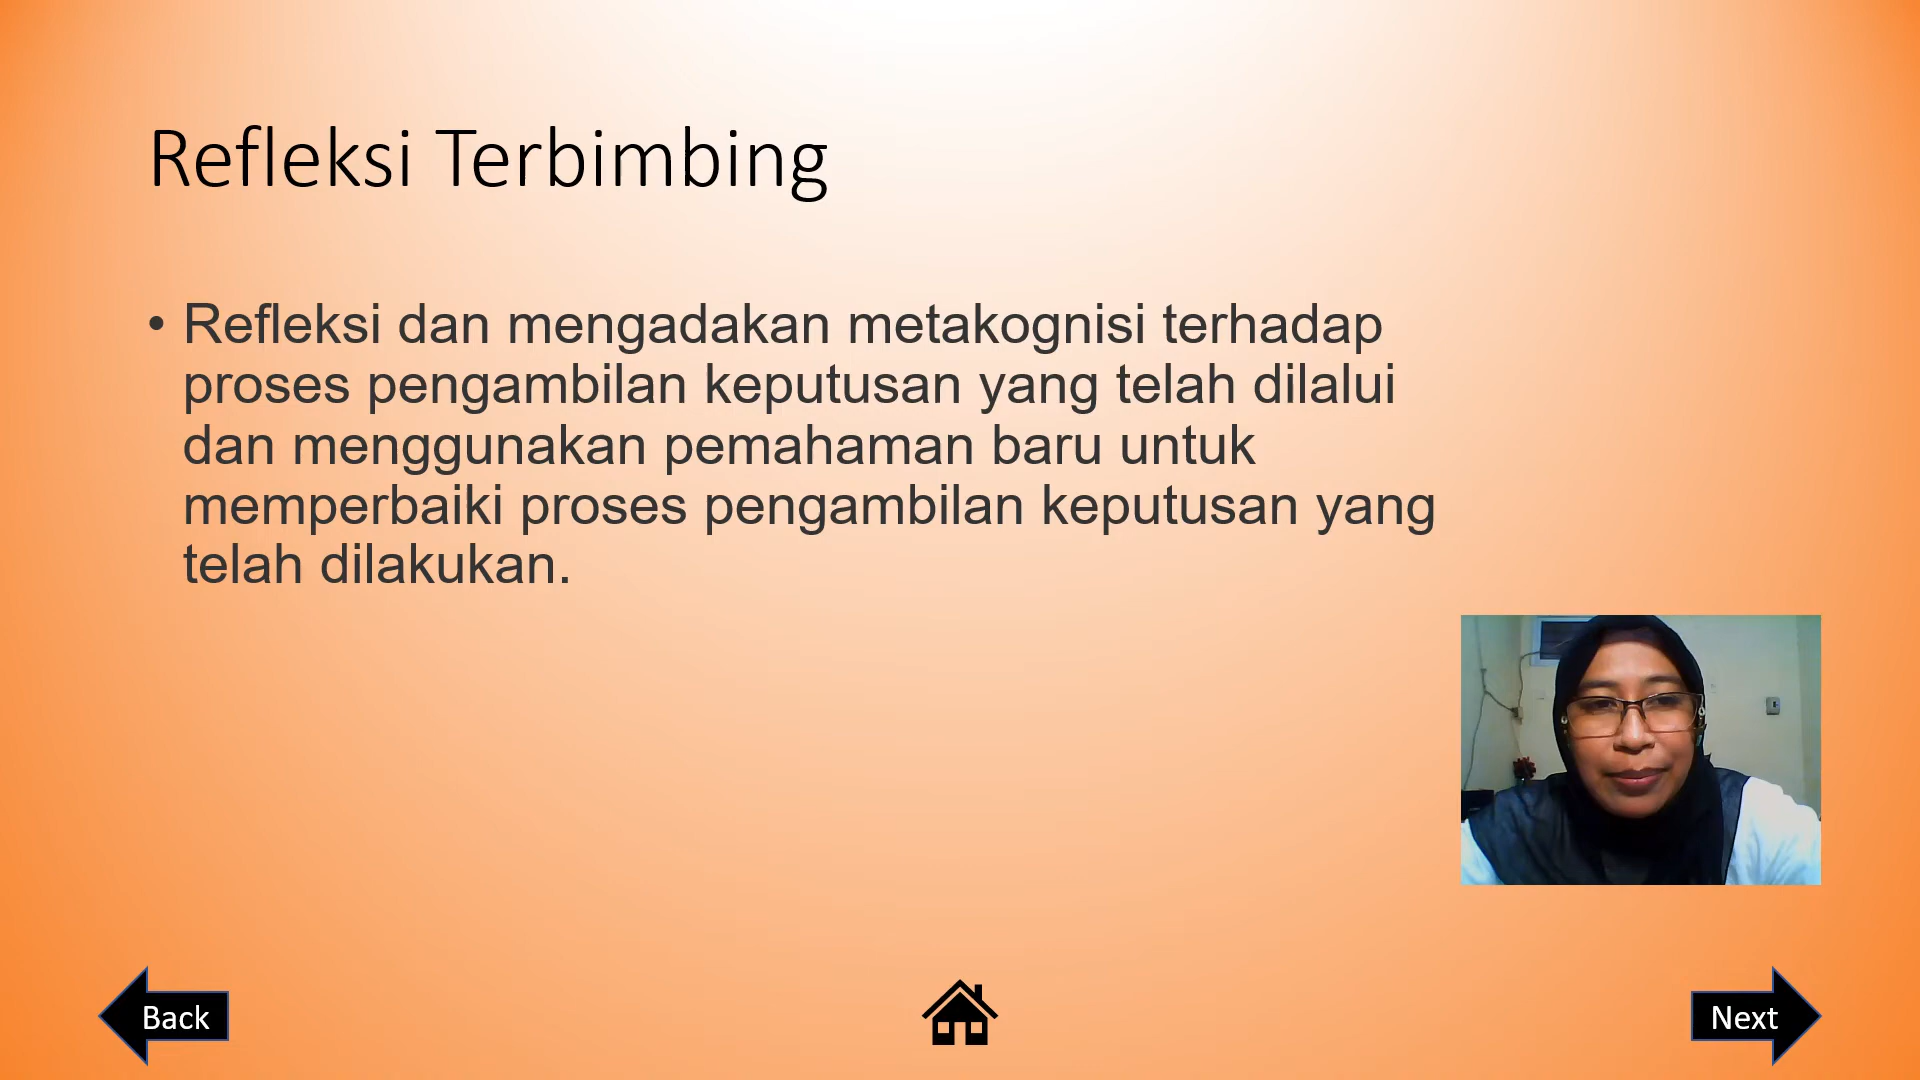 Refleksi Terbimbing
• Refleksi dan mengadakan metakognisi terhadap
proses pengambilan keputusan yang telah dilalui
dan menggunakan pemahaman baru untuk
memperbaiki proses pengambilan keputusan yang
telah dilakukan.
Back
Next